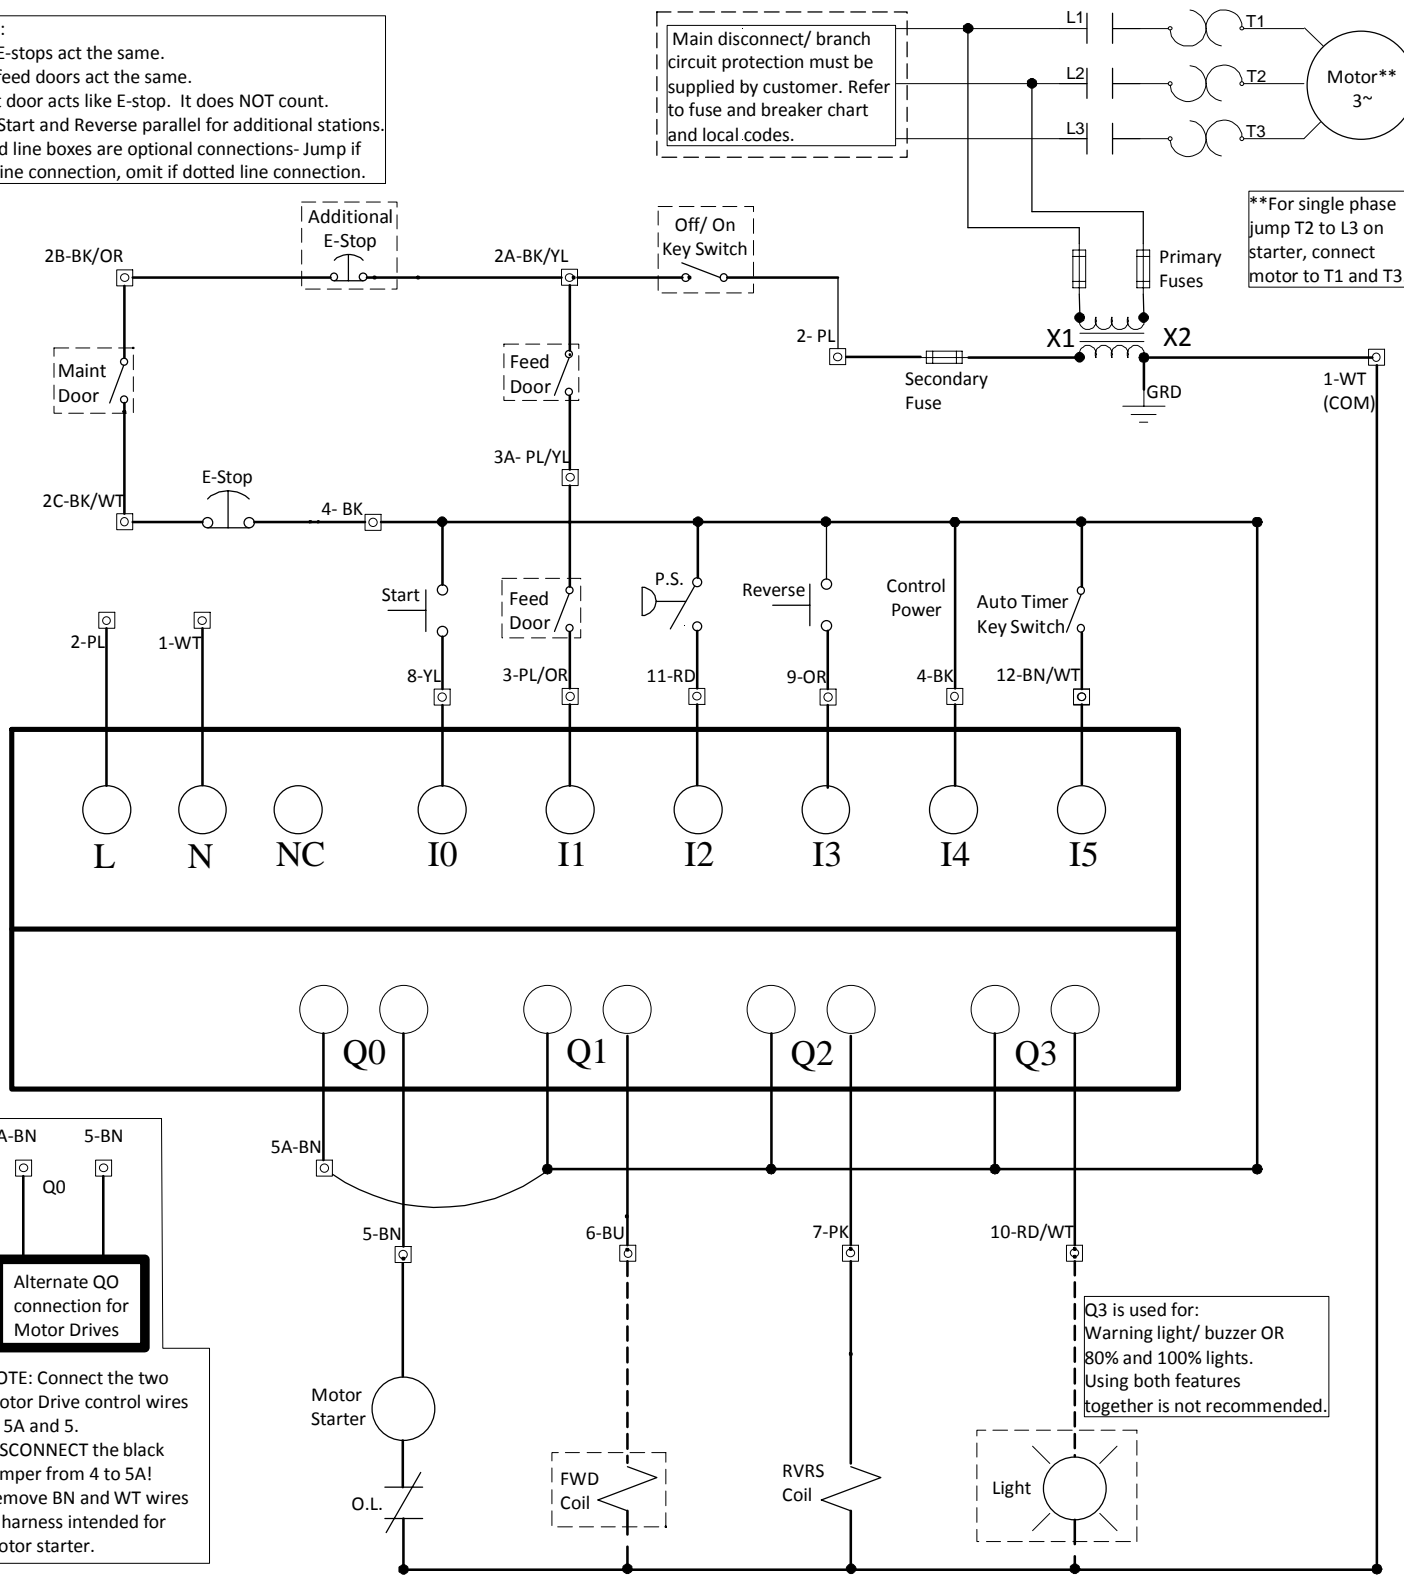 :
E-stops act the same.
feed doors act the same.
door acts like E-stop. It does NOT count.
Start and Reverse parallel for additional stations.
line boxes are optional connections- Jump if
connection, omit if dotted line connection.
Main disconnect/ branch
circuit protection must be
supplied by customer. Refer
to fuse and breaker chart
and local codes.
L1
T1
L2
T2
L3
T3
Motor**
3~
**For single phase
jump T2 to L3 on
starter, connect
motor to T1 and T3
Additional
E-Stop
Off/ On
Key Switch
2B-BK/OR
2A-BK/YL
Primary
Fuses
2- PL
X1
X2
Secondary
Fuse
GRD
1-WT
(COM)
Maint
Door
Feed
Door
3A- PL/YL
E-Stop
2C-BK/WT
4- BK
Start
Feed
Door
P.S.
Reverse
Control
Power
Auto Timer
Key Switch
2-PL
1-WT
8-YL
3-PL/OR
11-RD
9-OR
4-BK
12-BN/WT
L
N
NC
I0
I1
I2
I3
I4
I5
Q0
Q1
Q2
Q3
A-BN
5-BN
Q0
5A-BN
5-BN
6-BU
7-PK
10-RD/WT
Alternate QO
connection for
Motor Drives
Connect the two
Drive control wires
5A and 5.
the black
from 4 to 5A!
BN and WT wires
harness intended for
starter.
Q3 is used for:
Warning light/ buzzer OR
80% and 100% lights.
Using both features
together is not recommended.
Motor
Starter
O.L.
FWD
Coil
RVRS
Coil
Light